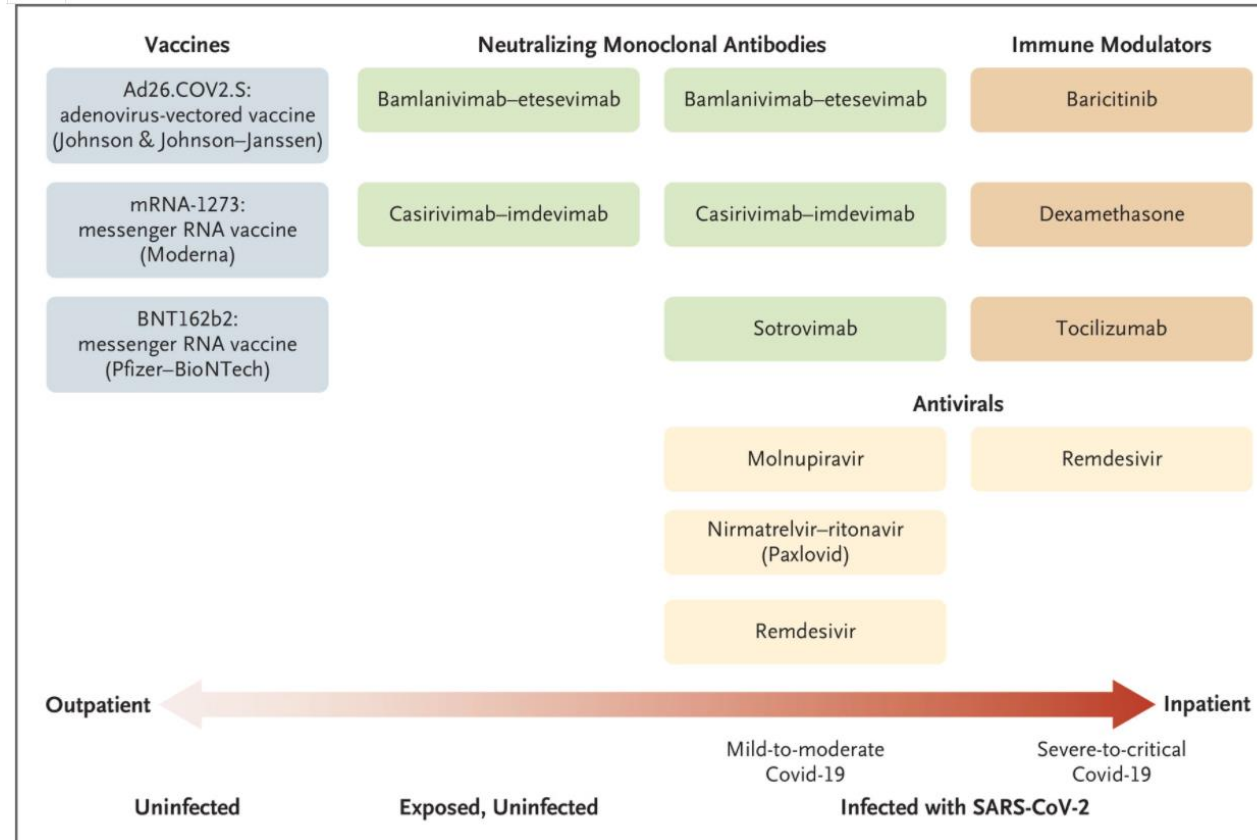 Vaccines
Neutralizing Monoclonal Antibodies
Immune Modulators
Ad26.COV2.S:
adenovirus-vectored vaccine
(Johnson & Johnson–Janssen)
Bamlanivimab–etesevimab
Bamlanivimab–etesevimab
Baricitinib
mRNA-1273:
messenger RNA vaccine
(Moderna)
Casirivimab–imdevimab
Casirivimab–imdevimab
Dexamethasone
BNT162b2:
messenger RNA vaccine
(Pfizer–BioNTech)
Sotrovimab
Tocilizumab
Antivirals
Molnupiravir
Remdesivir
Nirmatrelvir–ritonavir
(Paxlovid)
Remdesivir
Outpatient
Inpatient
Mild-to-moderate
Covid-19
Severe-to-critical
Covid-19
Uninfected
Exposed, Uninfected
Infected with SARS-CoV-2